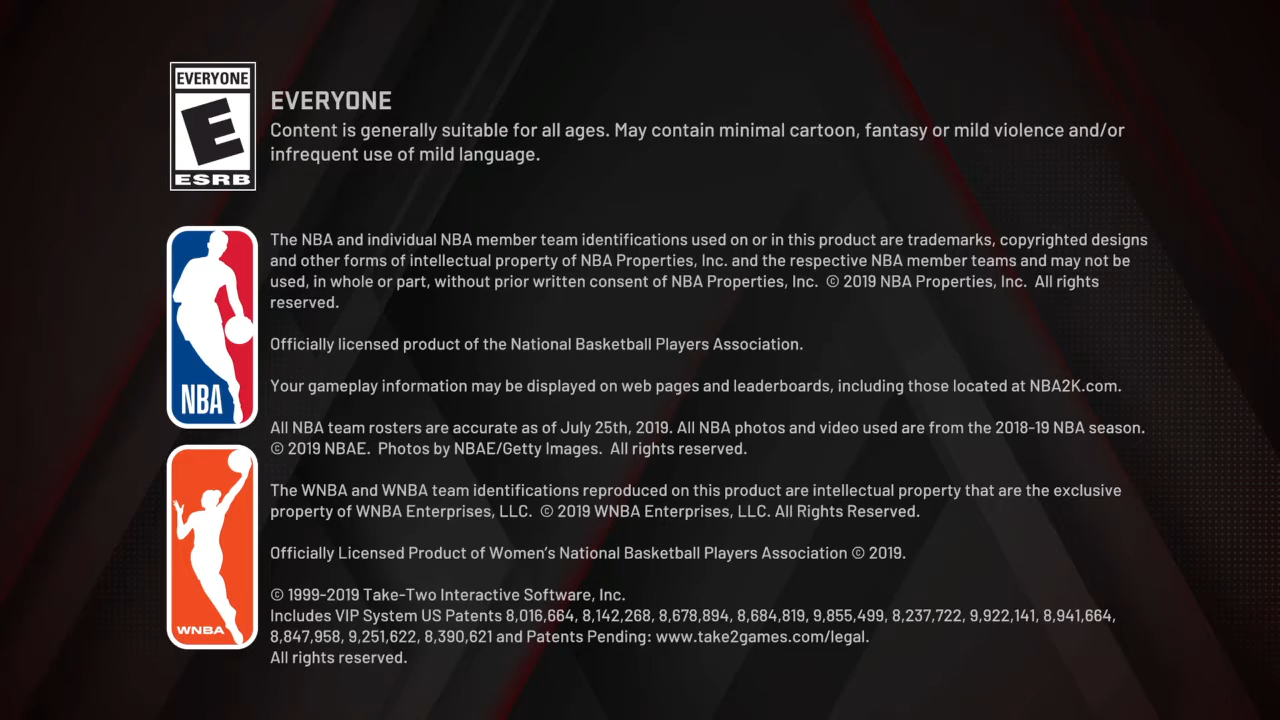 EVERYONE
E
ESRB
EVERYONE
Content is generally suitable for all ages. May contain minimal cartoon, fantasy or mild violence and/or
infrequent use of mild language.
NBA
The NBA and individual NBA member team identifications used on or in this product are trademarks, copyrighted designs
and other forms of intellectual property of NBA Properties, Inc. and the respective NBA member teams and may not be
used, in whole or part, without prior written consent of NBA Properties, Inc.  © 2019 NBA Properties, Inc.  All rights
reserved.
Officially licensed product of the National Basketball Players Association.
Your gameplay information may be displayed on web pages and leaderboards, including those located at NBA2K.com.
All NBA team rosters are accurate as of July 25th, 2019. All NBA photos and video used are from the 2018-19 NBA season.
© 2019 NBAE.  Photos by NBAE/Getty Images.  All rights reserved.
WNBA
The WNBA and WNBA team identifications reproduced on this product are intellectual property that are the exclusive
property of WNBA Enterprises, LLC.  © 2019 WNBA Enterprises, LLC. All Rights Reserved.
Officially Licensed Product of Women's National Basketball Players Association © 2019.
© 1999-2019 Take-Two Interactive Software, Inc.
Includes VIP System US Patents 8,016,664, 8,142,268, 8,678,894, 8,684,819, 9,855,499, 8,237,722, 9,922,141, 8,941,664,
8,847,958, 9,251,622, 8,390,621 and Patents Pending: www.take2games.com/legal.
All rights reserved.